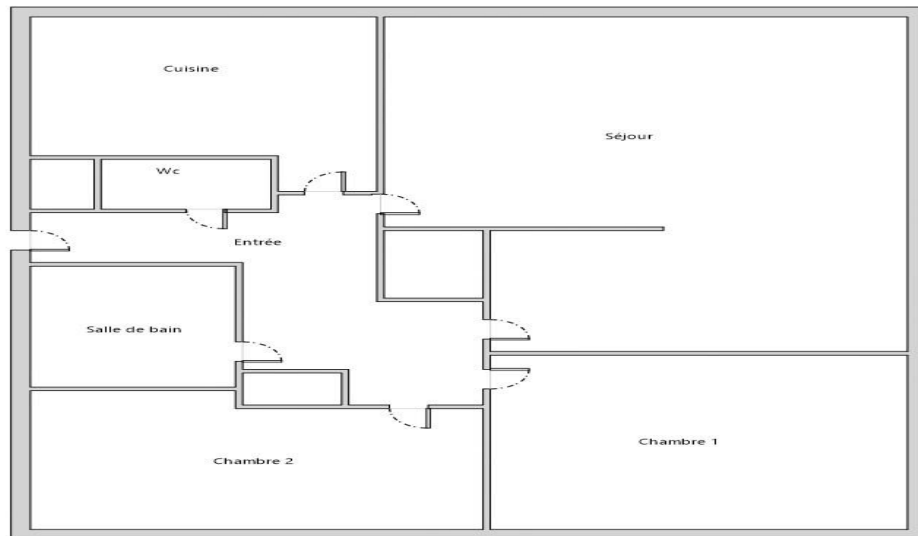 Cuisine
Séjour
Wc
Entrée
Salle de bain
Chambre 1
Chambre 2